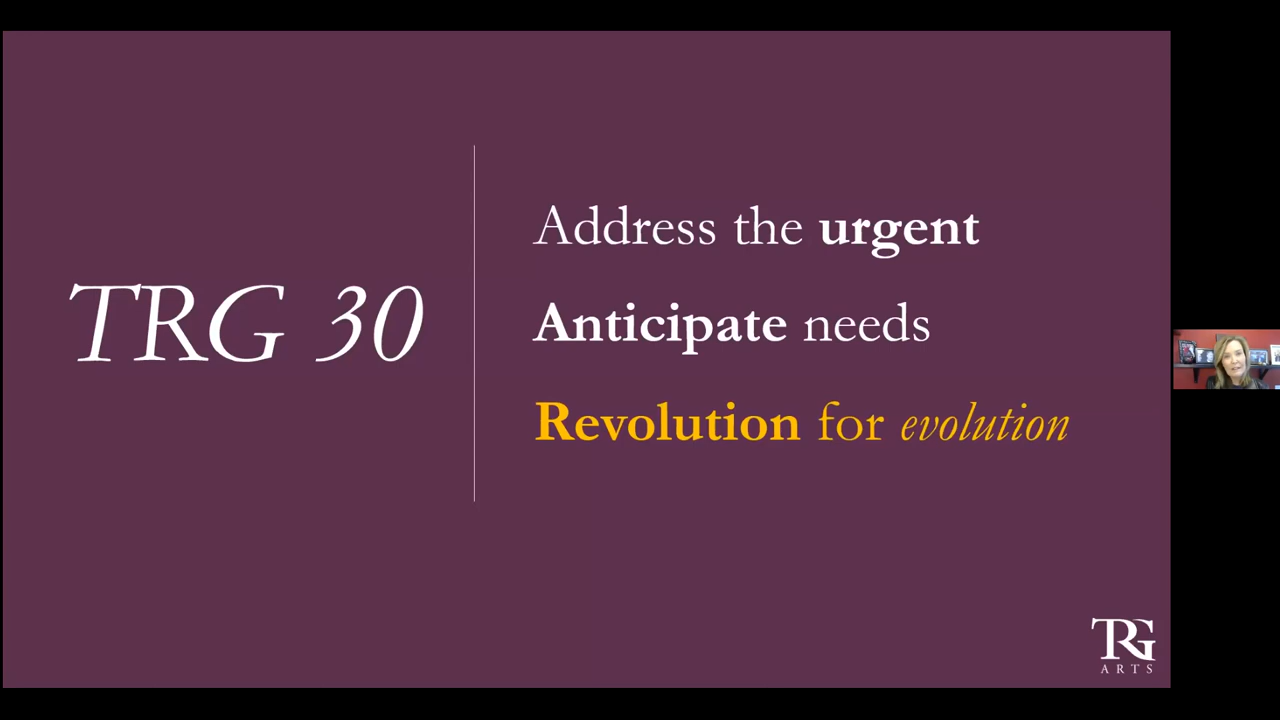 TRG 30
Address the urgent
Anticipate needs
Revolution for evolution
TRG
ARTS